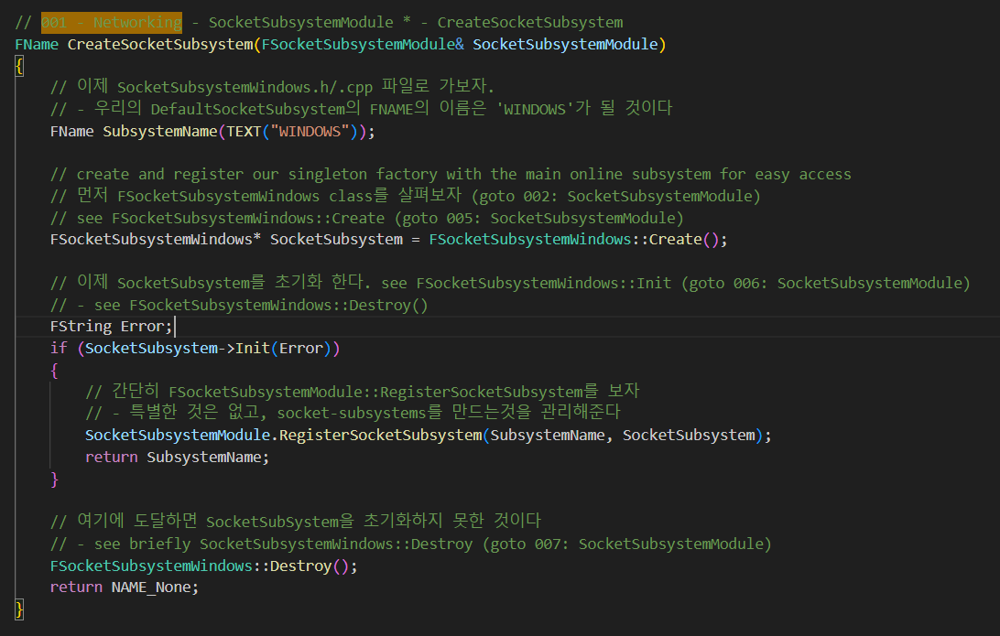 // 001 - Networking - SocketSubsystemModule * - CreateSocketSubsystem
FName CreateSocketSubsystem(FSocketSubsystemModule& SocketSubsystemModule)
{
    // 이제 SocketSubsystemWindows.h/.cpp 파일로 가보자.
    // - 우리의 DefaultSocketSubsystem의 FNAME의 이름은 'WINDOWS'가 될 것이다
    FName SubsystemName(TEXT("WINDOWS"));

    // create and register our singleton factory with the main online subsystem for easy access
    // 먼저 FSocketSubsystemWindows class를 살펴보자 (goto 002: SocketSubsystemModule)
    // see FSocketSubsystemWindows::Create (goto 005: SocketSubsystemModule)
    FSocketSubsystemWindows* SocketSubsystem = FSocketSubsystemWindows::Create();

    // 이제 SocketSubsystem를 초기화 한다. see FSocketSubsystemWindows::Init (goto 006: SocketSubsystemModule)
    // - see FSocketSubsystemWindows::Destroy()
    FString Error;
    if (SocketSubsystem->Init(Error))
    {
        // 간단히 FSocketSubsystemModule::RegisterSocketSubsystem를 보자
        // - 특별한 것은 없고, socket-subsystems를 만드는것을 관리해준다
        SocketSubsystemModule.RegisterSocketSubsystem(SubsystemName, SocketSubsystem);
        return SubsystemName;
    }

    // 여기에 도달하면 SocketSubSystem을 초기화하지 못한 것이다
    // - see briefly SocketSubsystemWindows::Destroy (goto 007: SocketSubsystemModule)
    FSocketSubsystemWindows::Destroy();
    return NAME_None;
}